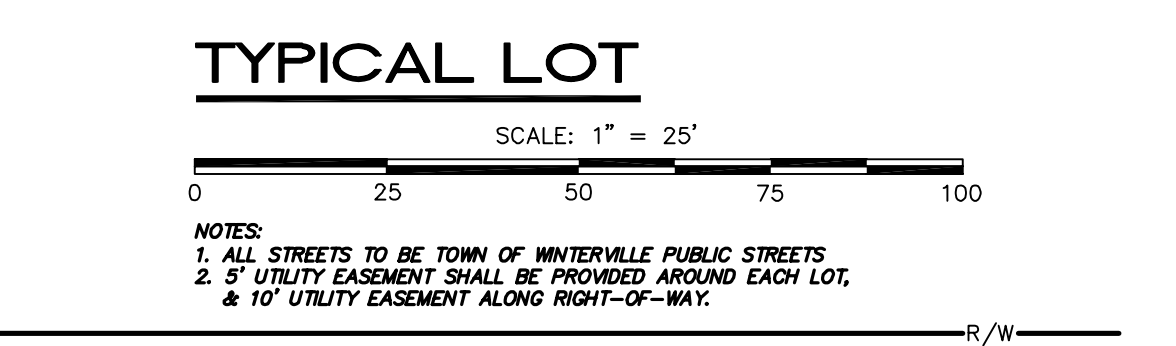 TYPICAL LOT
SCALE: 1" = 25'
0 25 50 75 100
NOTES:
1. ALL STREETS TO BE TOWN OF WINTERVILLE PUBLIC STREETS
2. 5' UTILITY EASEMENT SHALL BE PROVIDED AROUND EACH LOT,
& 10' UTILITY EASEMENT ALONG RIGHT-OF-WAY.
R/W